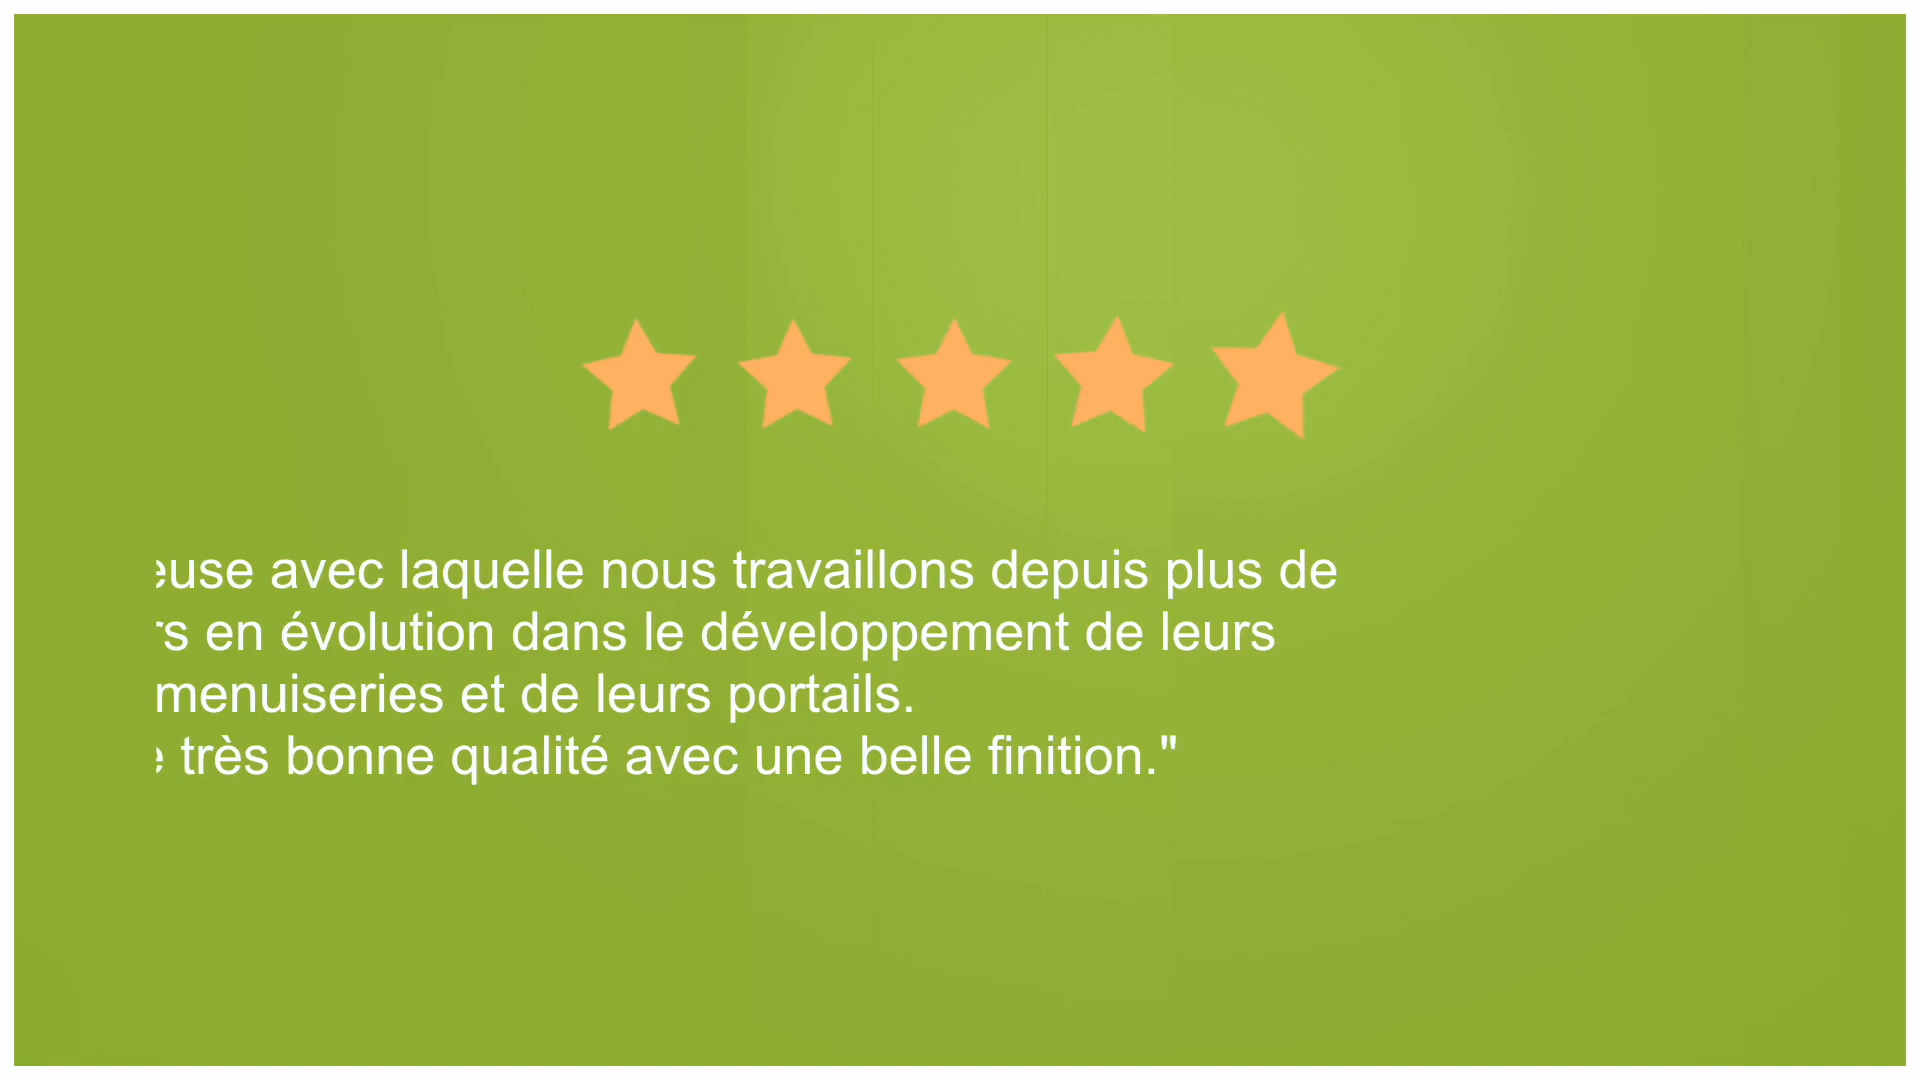 avec laquelle nous travaillons depuis plus de
en évolution dans le développement de leurs
menuiseries et de leurs portails.
très bonne qualité avec une belle finition."